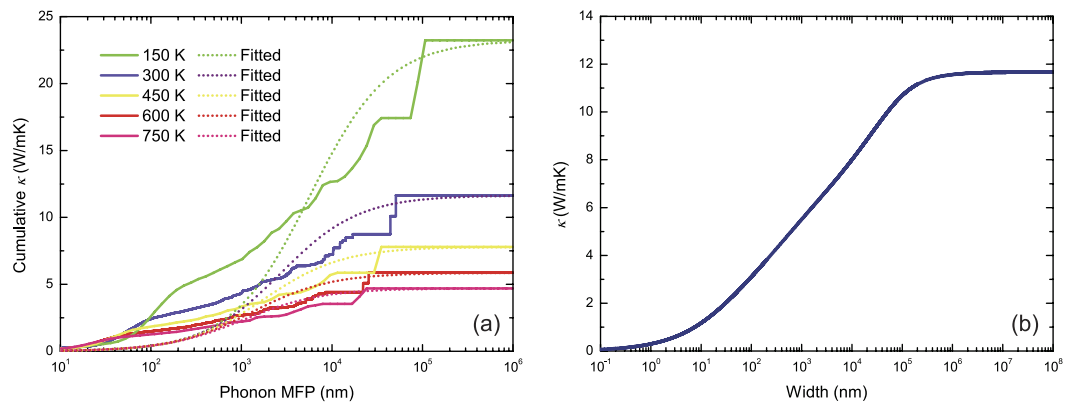 25
20
15
10
5
0
Cumulative κ (W/mK)
150 K Fitted
300 K Fitted
450 K Fitted
600 K Fitted
750 K Fitted
(a)
10¹ 10² 10³ 10⁴ 10⁵ 10⁶
Phonon MFP (nm)
14
12
10
8
6
4
2
0
κ (W/mK)
(b)
10⁻¹ 10⁰ 10¹ 10² 10³ 10⁴ 10⁵ 10⁶ 10⁷ 10⁸
Width (nm)